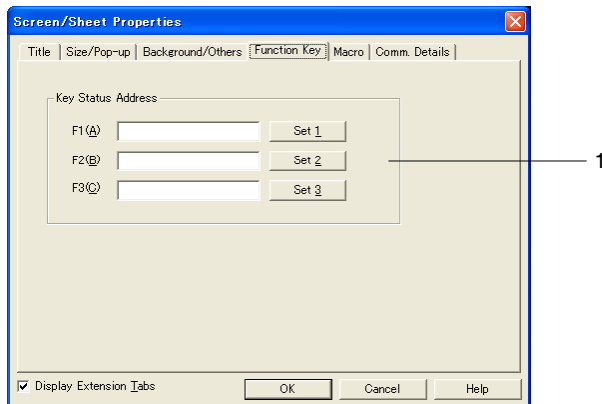 Screen/Sheet Properties
Title Size/Pop-up Background/Others Function Key Macro Comm. Details
Key Status Address
F1(A) Set 1
1
F2(B) Set 2
F3(C) Set 3
Display Extension Tabs OK Cancel Help